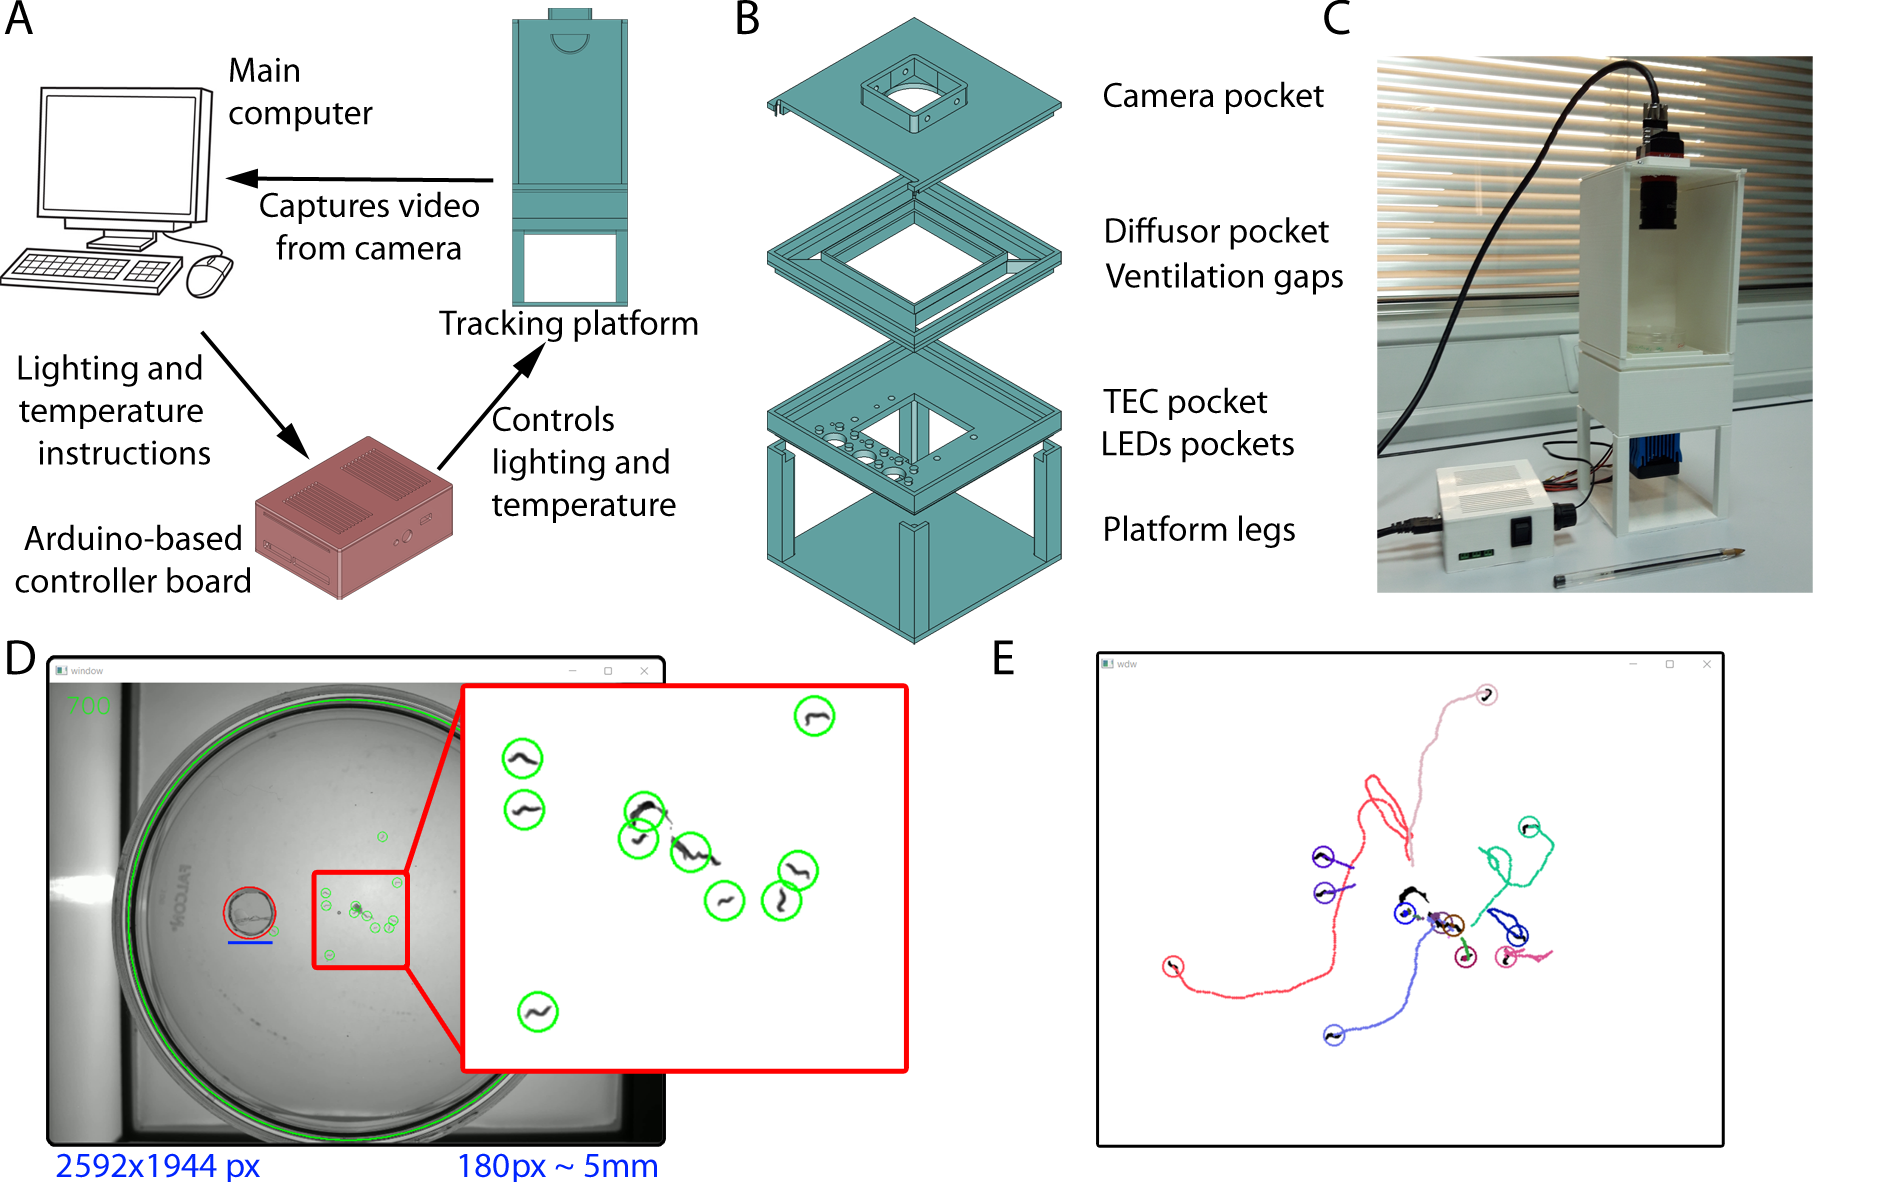 A
Main
computer
Captures video
from camera
Tracking platform
Lighting and
temperature
instructions
Controls
lighting and
temperature
Arduino-based
controller board
B
Camera pocket
Diffusor pocket
Ventilation gaps
TEC pocket
LEDs pockets
Platform legs
C
D
window
700
FALCON
2592x1944 px
180px ~ 5mm
E
wdw